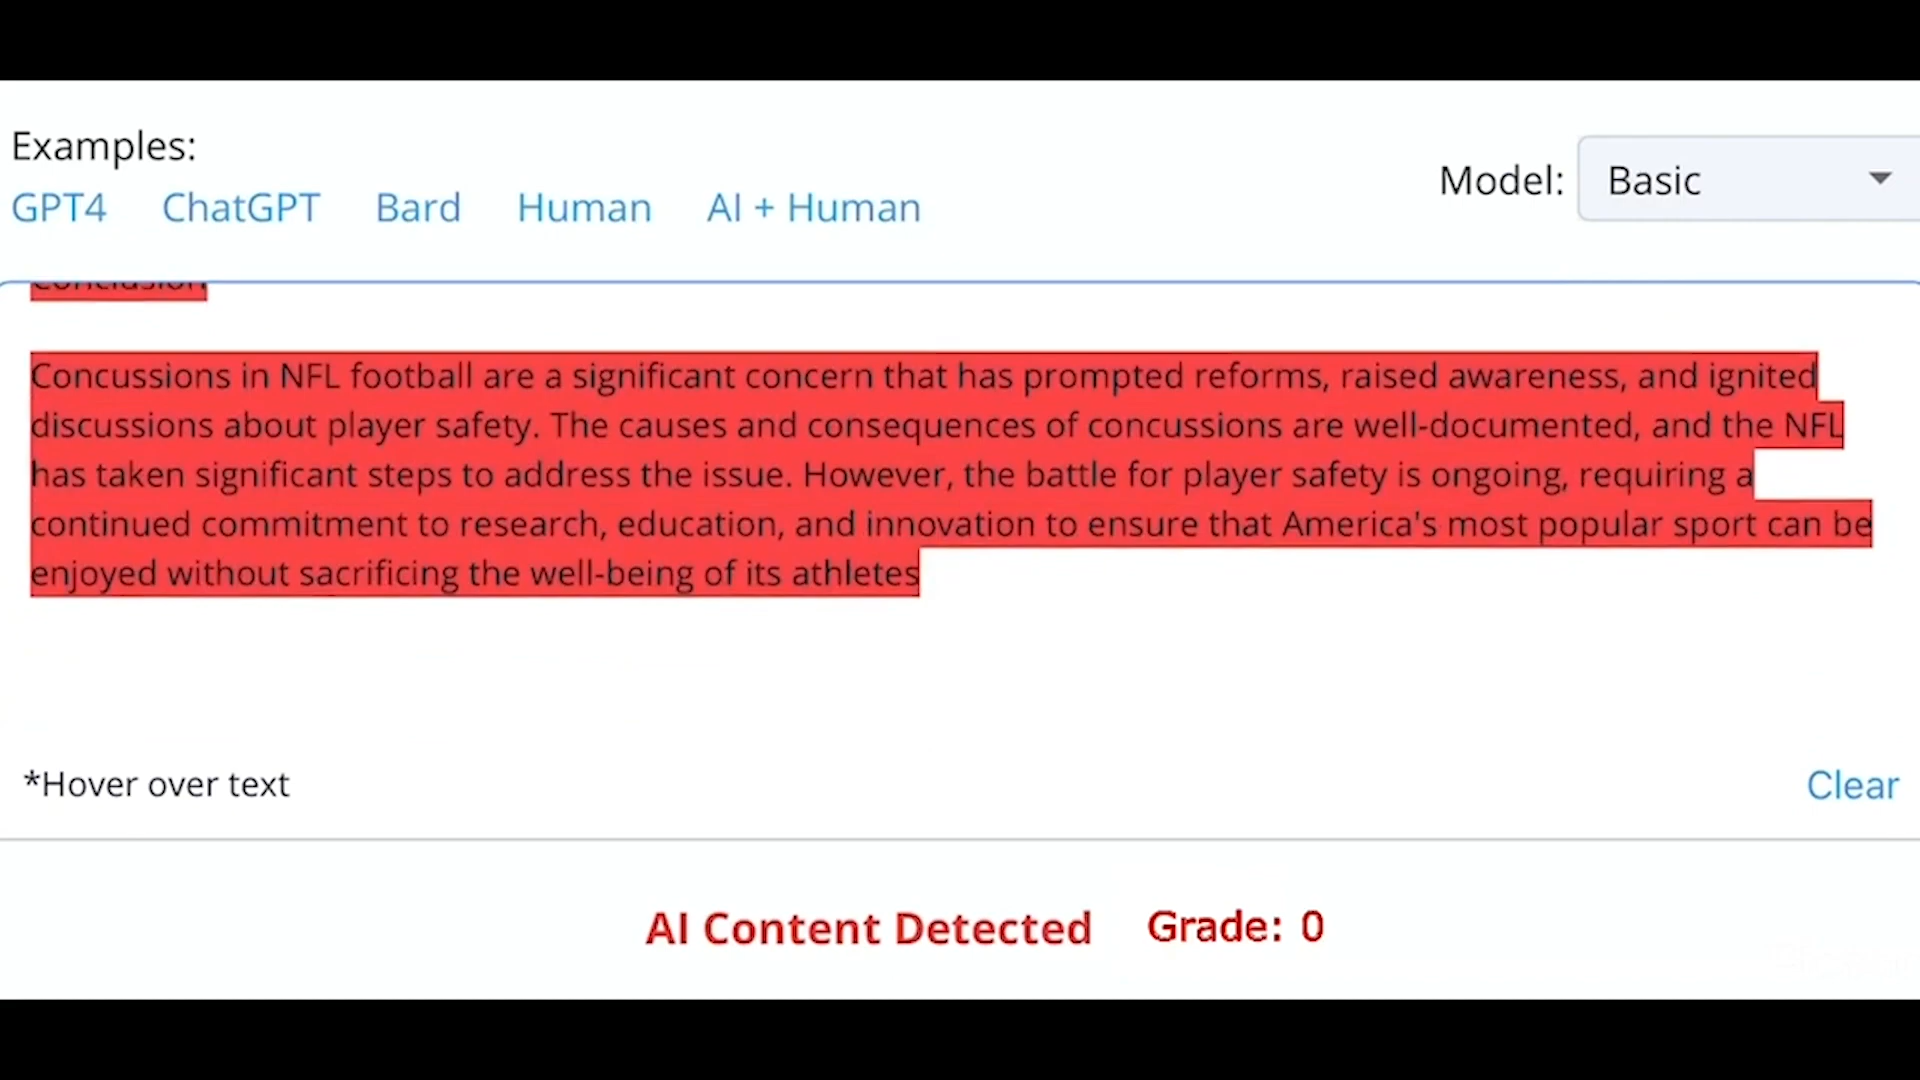 Examples:
GPT4 ChatGPT Bard Human AI + Human
Model: Basic
Conclusion
Concussions in NFL football are a significant concern that has prompted reforms, raised awareness, and ignited
discussions about player safety. The causes and consequences of concussions are well-documented, and the NFL
has taken significant steps to address the issue. However, the battle for player safety is ongoing, requiring a
continued commitment to research, education, and innovation to ensure that America's most popular sport can be
enjoyed without sacrificing the well-being of its athletes
*Hover over text
Clear
AI Content Detected Grade: 0